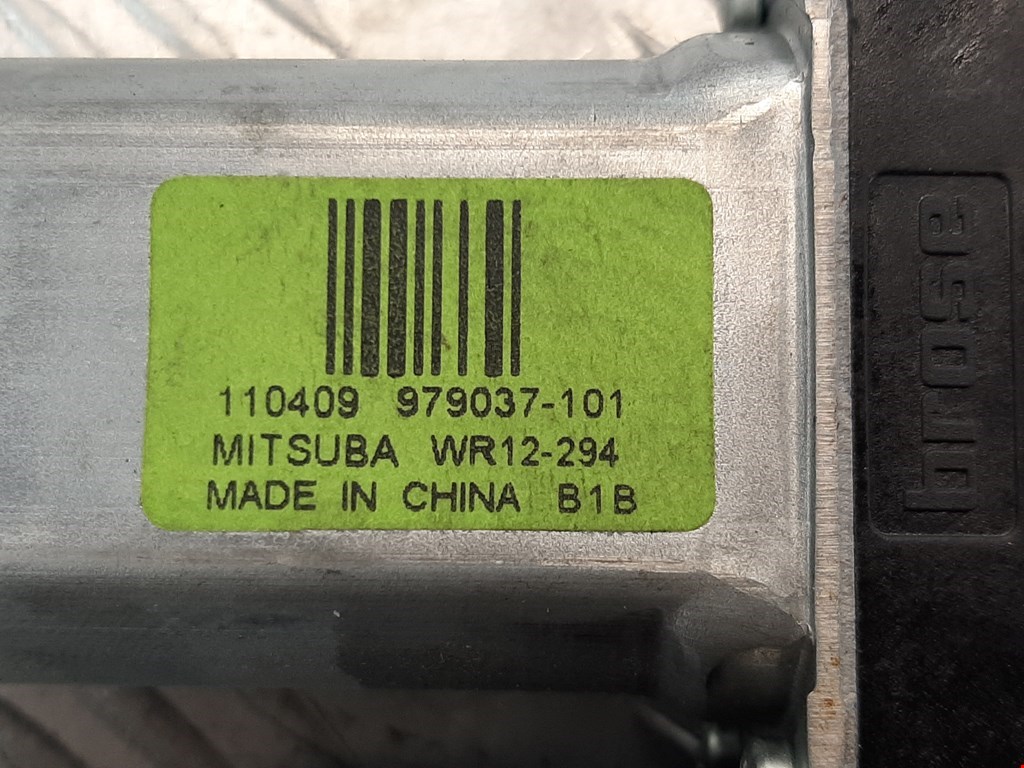 110409 979037-101
MITSUBA WR12-294
MADE IN CHINA B1B
brose